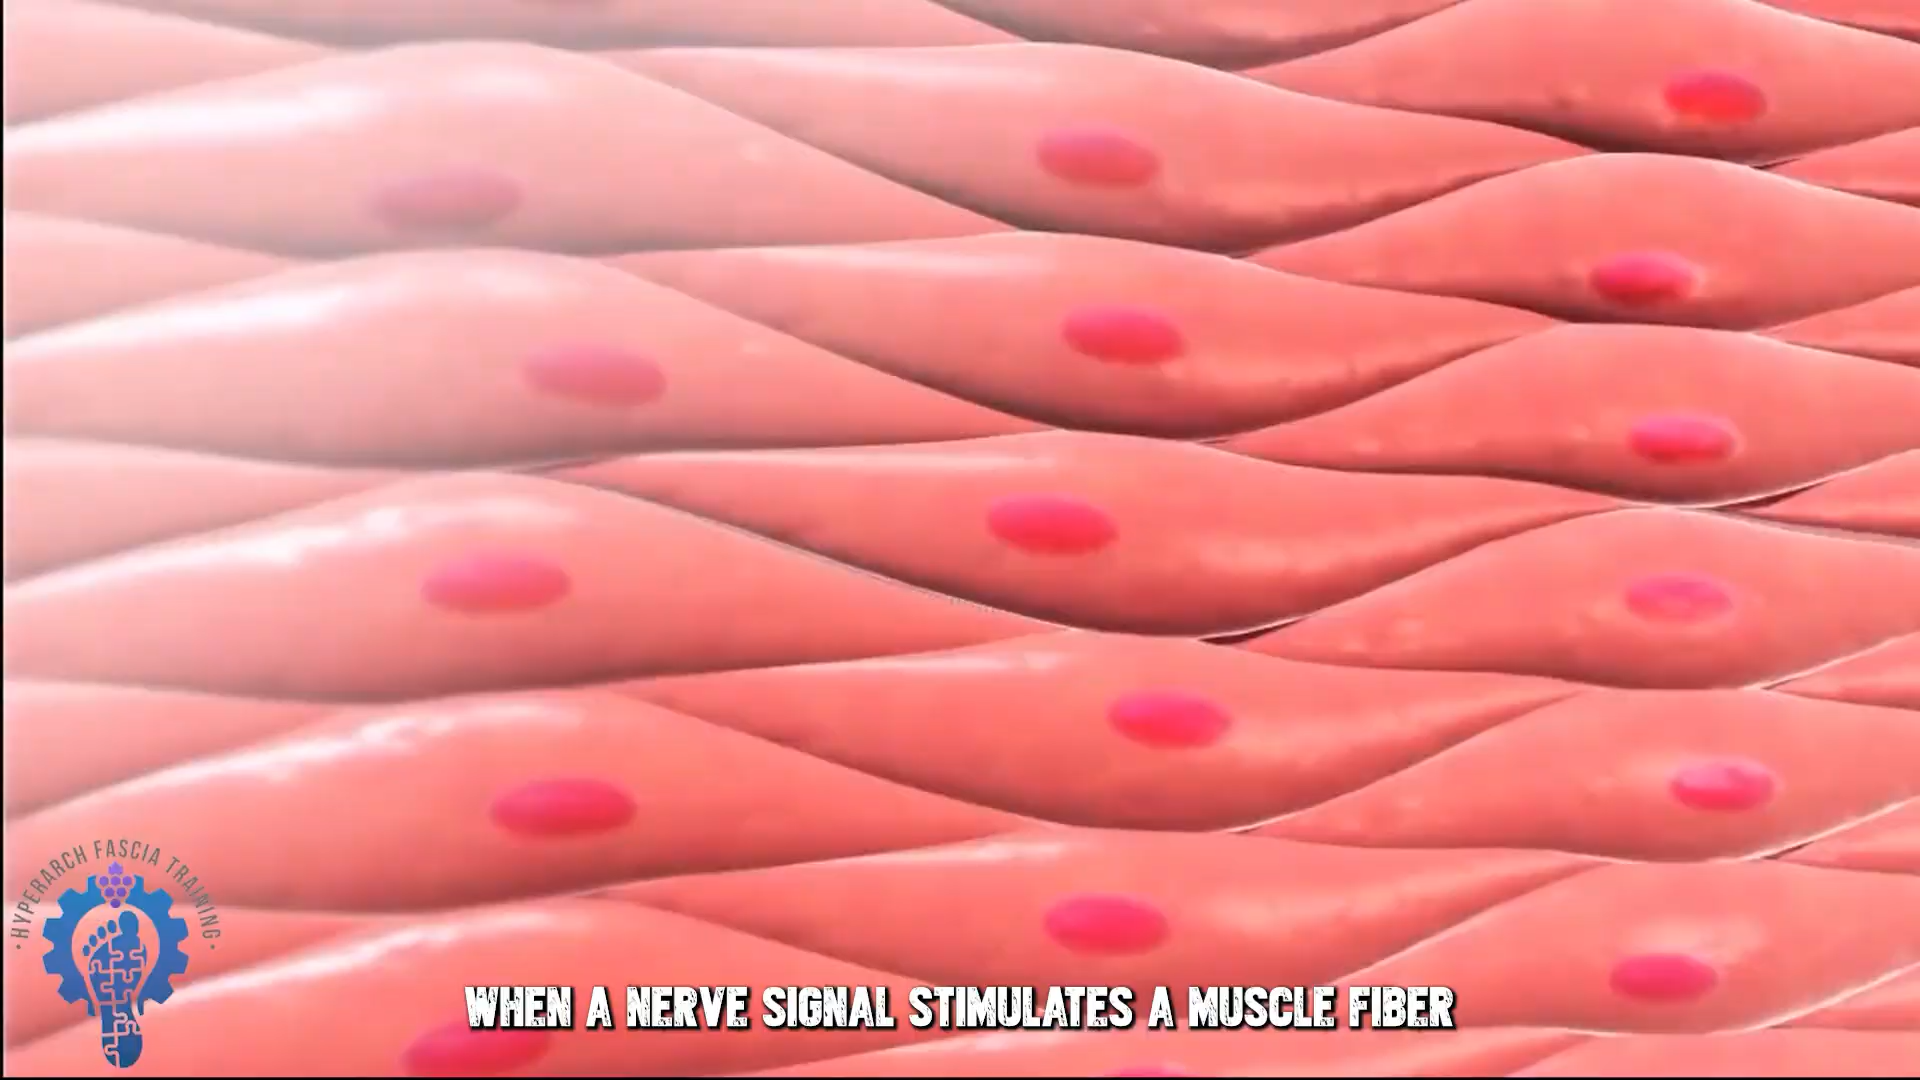 ·HYPERARCH FASCIA TRAINING·
WHEN A NERVE SIGNAL STIMULATES A MUSCLE FIBER